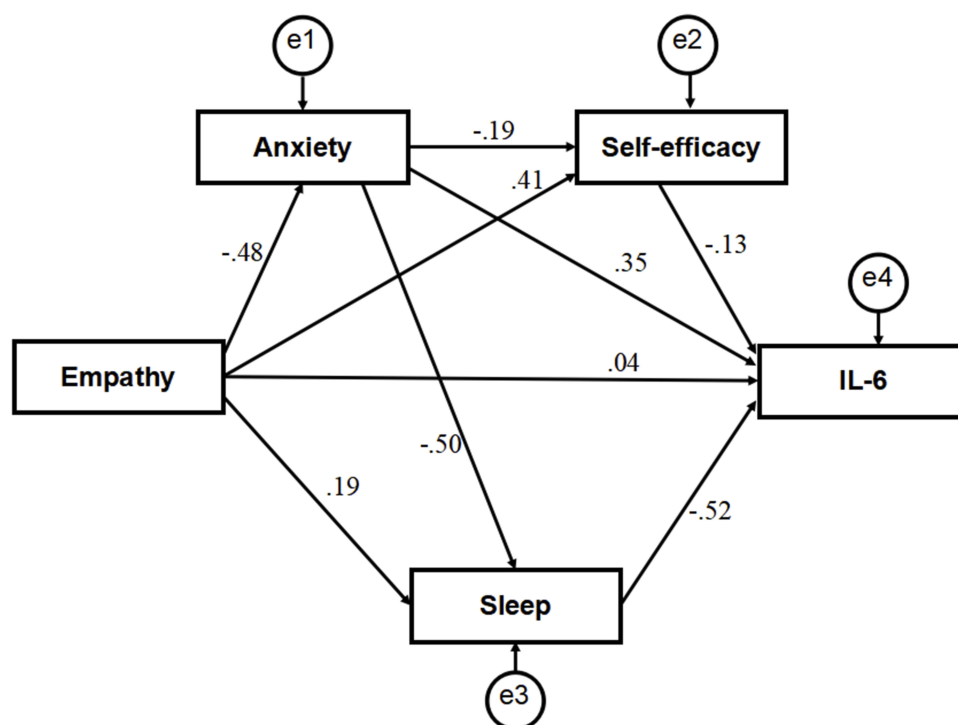 e1
e2
Anxiety
-.19
Self-efficacy
.41
-.48
.35
-.13
e4
Empathy
.04
IL-6
-.50
.19
-.52
Sleep
e3